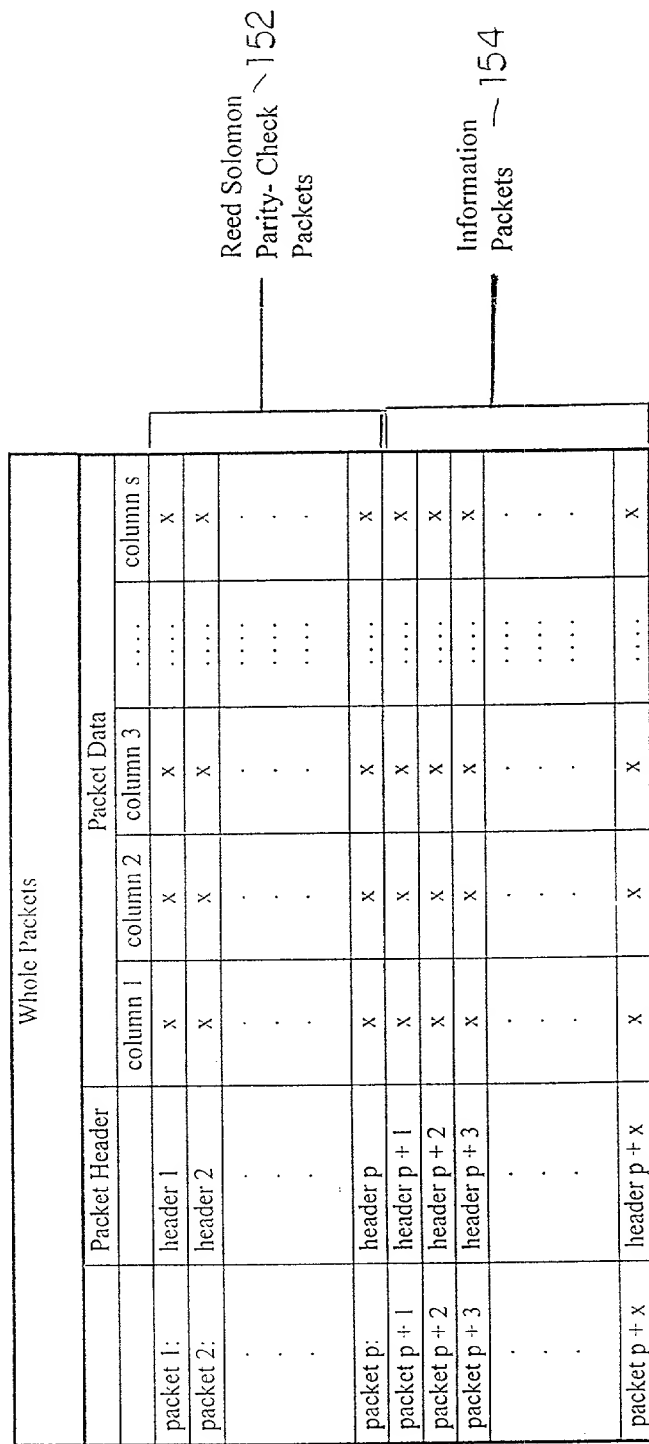 Whole Packets
Packet Header Packet Data
column 1 column 2 column 3 .... column s
packet 1: header 1 x x x .... x
packet 2: header 2 x x x .... x
. . . . . .... .
. . . . . .... .
. . . . . .... .
packet p: header p x x x .... x
packet p + 1 header p + 1 x x x .... x
packet p + 2 header p + 2 x x x .... x
packet p + 3 header p + 3 x x x .... x
. . . . . .... .
. . . . . .... .
. . . . . .... .
packet p + x header p + x x x x .... x
Reed Solomon
Parity- Check 152
Packets
Information
Packets 154